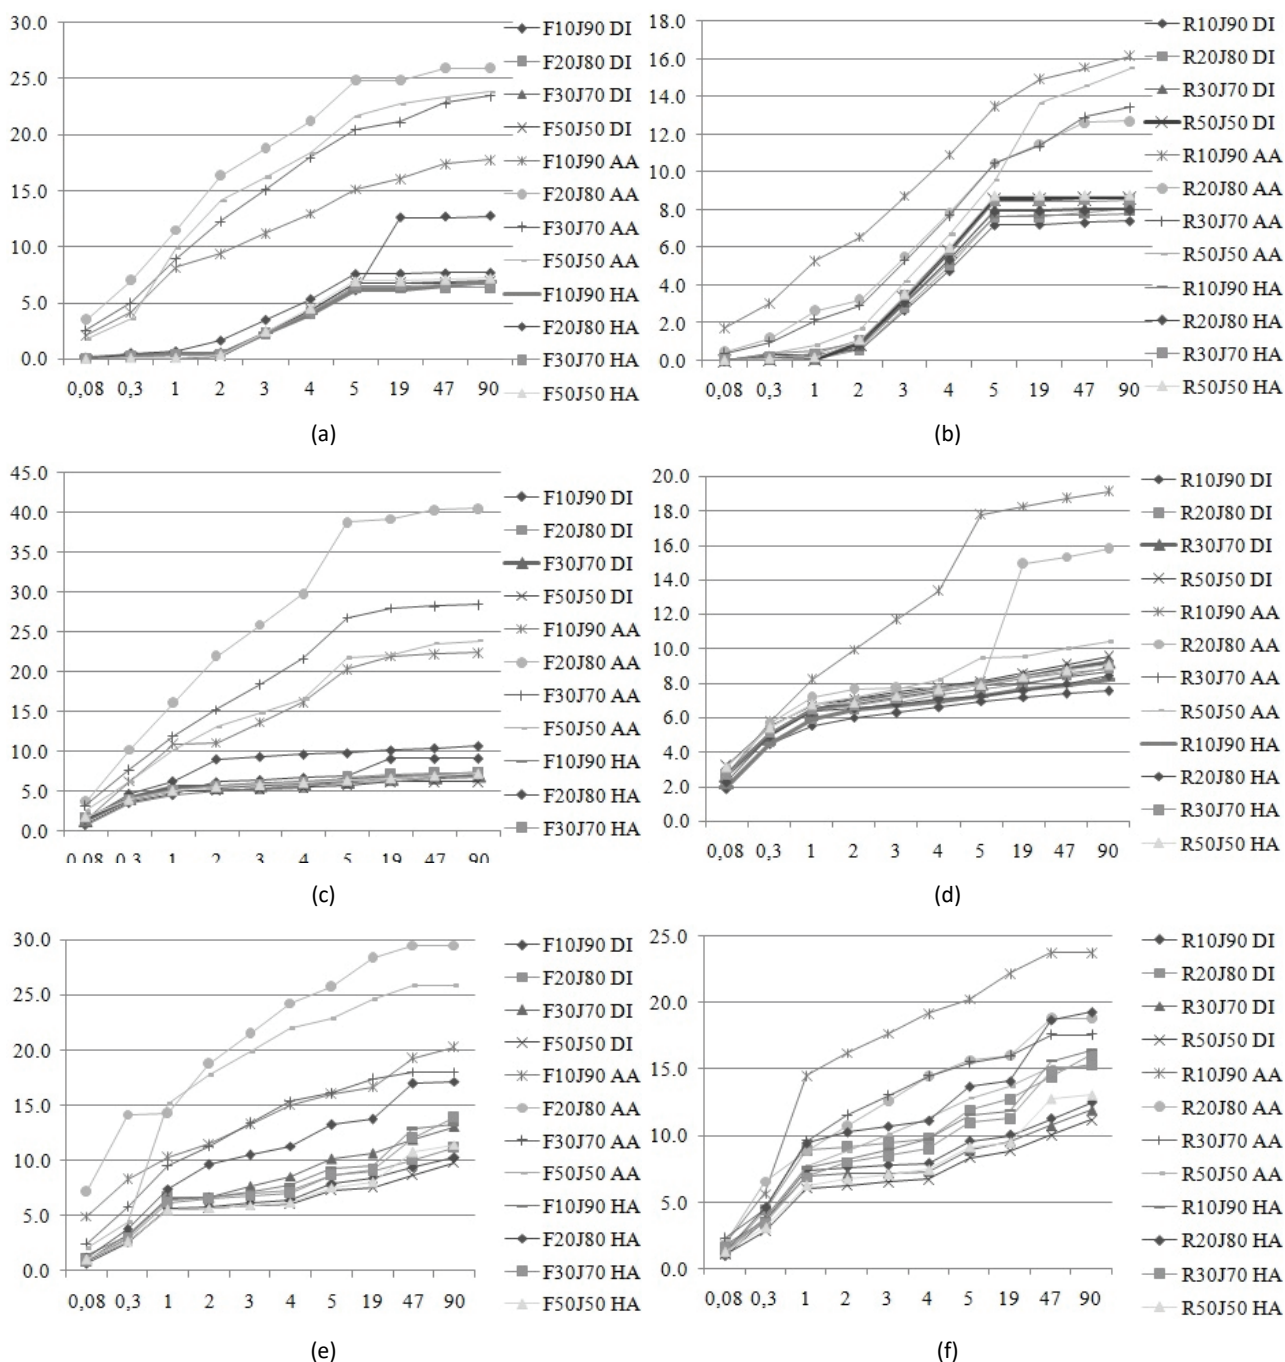 30.0
25.0
20.0
15.0
10.0
5.0
0.0
0,08 0,3 1 2 3 4 5 19 47 90
F10J90 DI
F20J80 DI
F30J70 DI
F50J50 DI
F10J90 AA
F20J80 AA
F30J70 AA
F50J50 AA
F10J90 HA
F20J80 HA
F30J70 HA
F50J50 HA
(a)
18.0
16.0
14.0
12.0
10.0
8.0
6.0
4.0
2.0
0.0
0,08 0,3 1 2 3 4 5 19 47 90
R10J90 DI
R20J80 DI
R30J70 DI
R50J50 DI
R10J90 AA
R20J80 AA
R30J70 AA
R50J50 AA
R10J90 HA
R20J80 HA
R30J70 HA
R50J50 HA
(b)
45.0
40.0
35.0
30.0
25.0
20.0
15.0
10.0
5.0
0.0
0,08 0,3 1 2 3 4 5 19 47 90
F10J90 DI
F20J80 DI
F30J70 DI
F50J50 DI
F10J90 AA
F20J80 AA
F30J70 AA
F50J50 AA
F10J90 HA
F20J80 HA
F30J70 HA
(c)
20.0
18.0
16.0
14.0
12.0
10.0
8.0
6.0
4.0
2.0
0.0
0,08 0,3 1 2 3 4 5 19 47 90
R10J90 DI
R20J80 DI
R30J70 DI
R50J50 DI
R10J90 AA
R20J80 AA
R30J70 AA
R50J50 AA
R10J90 HA
R20J80 HA
R30J70 HA
R50J50 HA
(d)
30.0
25.0
20.0
15.0
10.0
5.0
0.0
0,08 0,3 1 2 3 4 5 19 47 90
F10J90 DI
F20J80 DI
F30J70 DI
F50J50 DI
F10J90 AA
F20J80 AA
F30J70 AA
F50J50 AA
F10J90 HA
F20J80 HA
F30J70 HA
F50J50 HA
(e)
25.0
20.0
15.0
10.0
5.0
0.0
0,08 0,3 1 2 3 4 5 19 47 90
R10J90 DI
R20J80 DI
R30J70 DI
R50J50 DI
R10J90 AA
R20J80 AA
R30J70 AA
R50J50 AA
R10J90 HA
R20J80 HA
R30J70 HA
R50J50 HA
(f)